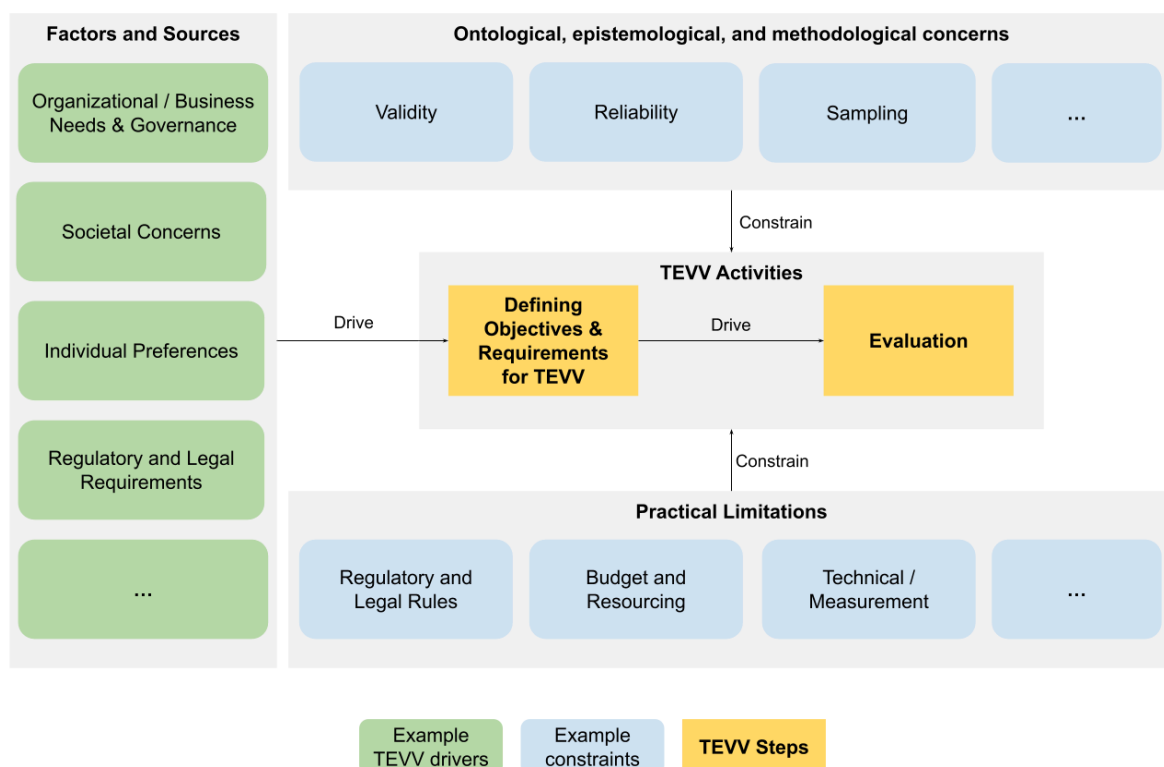 Factors and Sources
Organizational / Business
Needs & Governance
Societal Concerns
Individual Preferences
Regulatory and Legal
Requirements
...
Ontological, epistemological, and methodological concerns
Validity
Reliability
Sampling
...
Constrain
TEVV Activities
Drive
Defining
Objectives &
Requirements
for TEVV
Drive
Evaluation
Constrain
Practical Limitations
Regulatory and
Legal Rules
Budget and
Resourcing
Technical /
Measurement
...
Example
TEVV drivers
Example
constraints
TEVV Steps